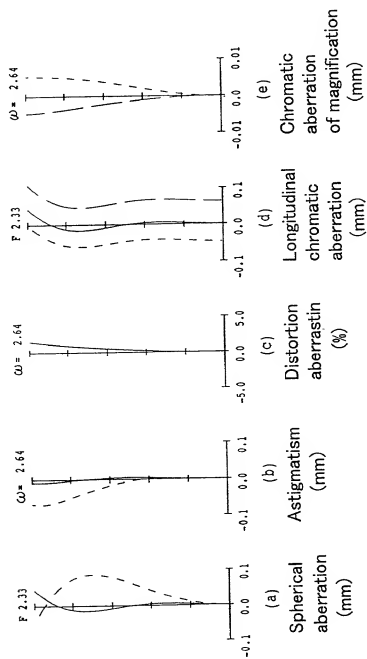 F 2.33
-0.1 0.0 0.1
(a)
Spherical
aberration
(mm)
ω= 2.64
-0.1 0.0 0.1
(b)
Astigmatism
(mm)
ω= 2.64
-5.0 0.0 5.0
(c)
Distortion
aberrastin
(%)
F 2.33
-0.1 0.0 0.1
(d)
Longitudinal
chromatic
aberration
(mm)
ω= 2.64
-0.01 0.0 0.01
(e)
Chromatic
aberration
of magnification
(mm)